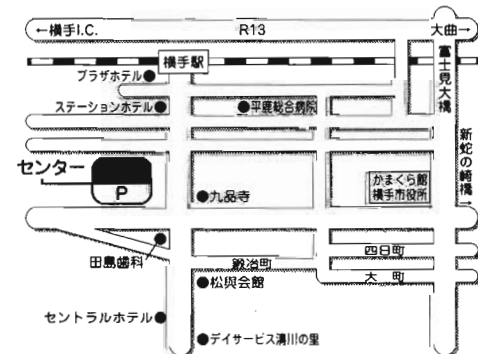 ←横手I.C.
R13
大曲→
横手駅
富士見大橋
プラザホテル
ステーションホテル
平鹿総合病院
新蛇の崎橋→
センター
P
九品寺
かまくら館
横手市役所
田島歯科
四日町
鍛冶町
大町
松與会館
セントラルホテル
デイサービス溝川の里